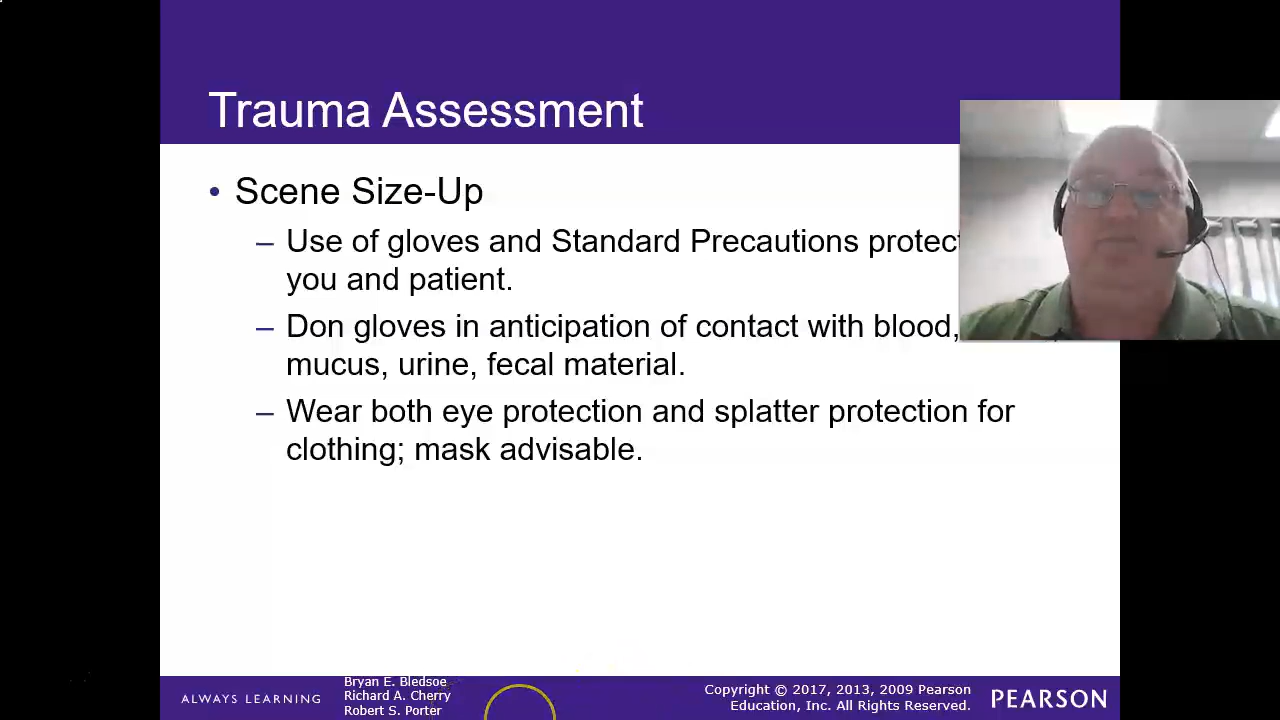 Trauma Assessment
• Scene Size-Up
– Use of gloves and Standard Precautions protect
you and patient.
– Don gloves in anticipation of contact with blood,
mucus, urine, fecal material.
– Wear both eye protection and splatter protection for
clothing; mask advisable.
ALWAYS LEARNING
Bryan E. Bledsoe
Richard A. Cherry
Robert S. Porter
Copyright © 2017, 2013, 2009 Pearson
Education, Inc. All Rights Reserved.
PEARSON